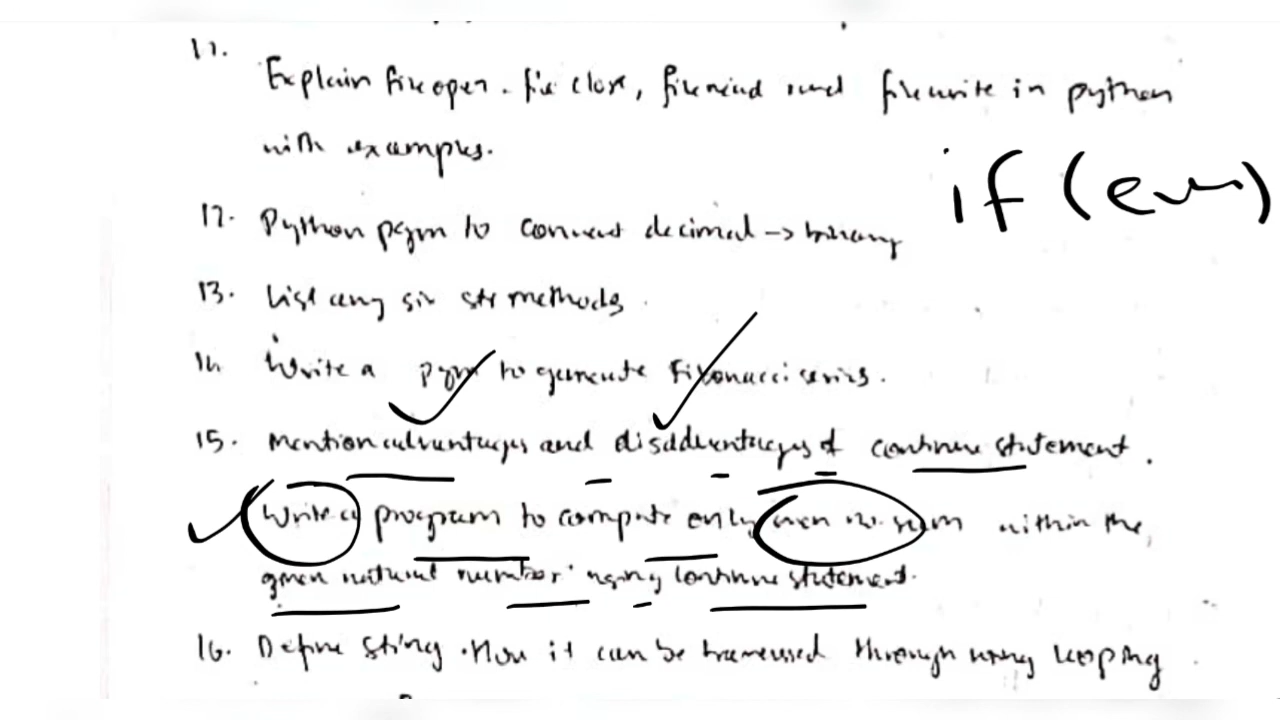 11.
Explain file open, file close, file read and file write in python
with examples.
if (even)
12. Python pgm to convert decimal -> binary
13. List any six str methods.
14 Write a pgm to generate Fibonacci series.
15. Mention advantages and disadvantages of continue statement.
Write a program to compute only even no. sum within the
given natural number using continue statement.
16. Define string. How it can be traversed through using looping